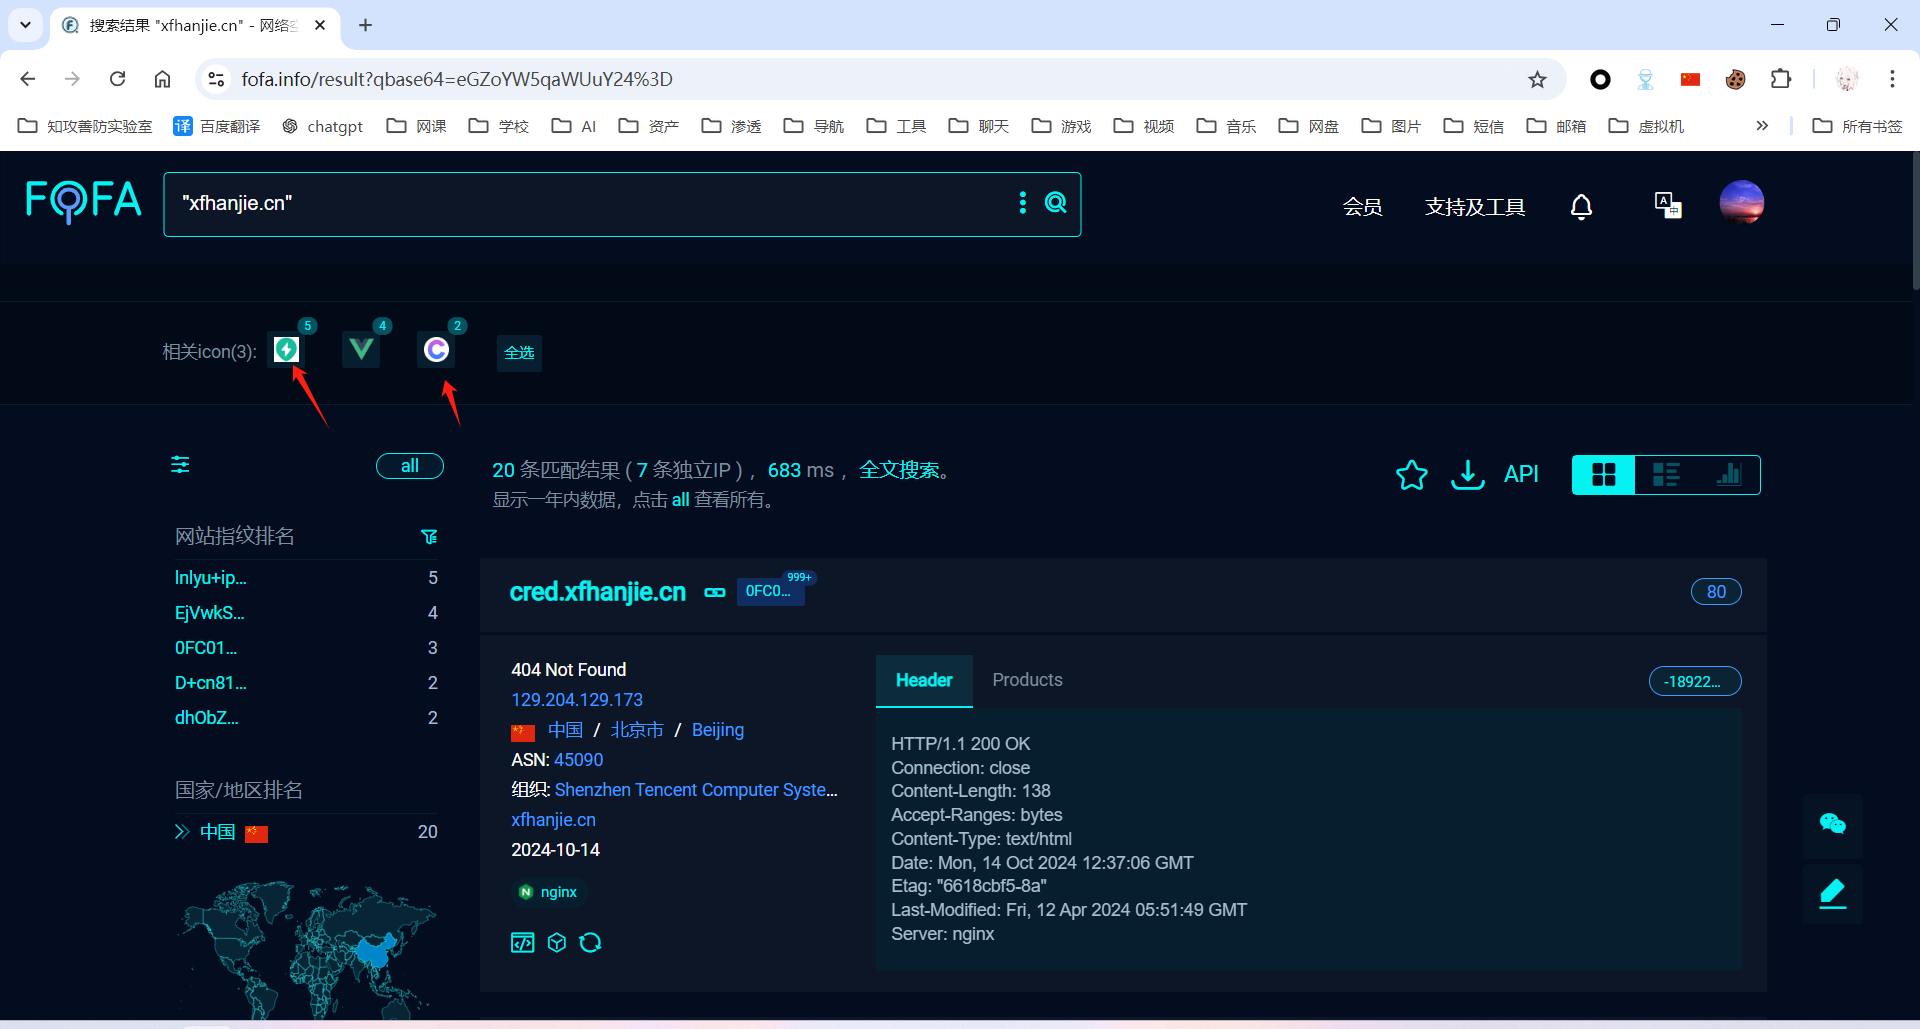 搜索结果 "xfhanjie.cn" - 网络
fofa.info/result?qbase64=eGZoYW5qaWUuY24%3D
知攻善防实验室 译 百度翻译 chatgpt 网课 学校 AI 资产 渗透 导航 工具 聊天 游戏 视频 音乐 网盘 图片 短信 邮箱 虚拟机 » 所有书签
FOFA
"xfhanjie.cn"
会员 支持及工具
相关icon(3): 5 4 2 全选
all
20 条匹配结果 ( 7 条独立IP ) ， 683 ms ， 全文搜索。
显示一年内数据，点击 all 查看所有。
API
网站指纹排名
lnlyu+ip... 5
EjVwkS... 4
0FC01... 3
D+cn81... 2
dhObZ... 2
国家/地区排名
中国 20
cred.xfhanjie.cn 0FC0... 999+ 80
404 Not Found
129.204.129.173
中国 / 北京市 / Beijing
ASN: 45090
组织: Shenzhen Tencent Computer Syste...
xfhanjie.cn
2024-10-14
nginx
Header Products -18922...
HTTP/1.1 200 OK
Connection: close
Content-Length: 138
Accept-Ranges: bytes
Content-Type: text/html
Date: Mon, 14 Oct 2024 12:37:06 GMT
Etag: "6618cbf5-8a"
Last-Modified: Fri, 12 Apr 2024 05:51:49 GMT
Server: nginx